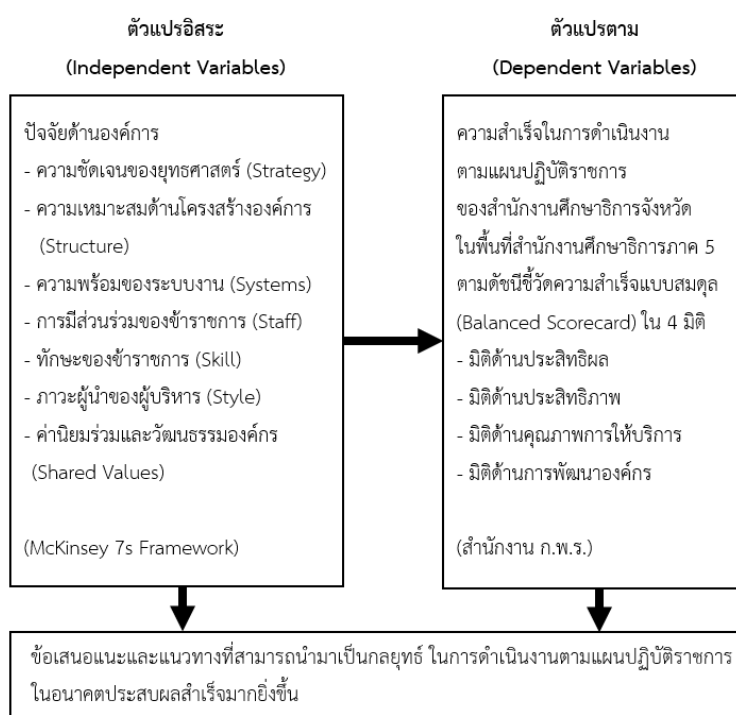 ตัวแปรอิสระ
(Independent Variables)
ปัจจัยด้านองค์การ
- ความชัดเจนของยุทธศาสตร์ (Strategy)
- ความเหมาะสมด้านโครงสร้างองค์การ
(Structure)
- ความพร้อมของระบบงาน (Systems)
- การมีส่วนร่วมของข้าราชการ (Staff)
- ทักษะของข้าราชการ (Skill)
- ภาวะผู้นำของผู้บริหาร (Style)
- ค่านิยมร่วมและวัฒนธรรมองค์กร
(Shared Values)
(McKinsey 7s Framework)
ตัวแปรตาม
(Dependent Variables)
ความสำเร็จในการดำเนินงาน
ตามแผนปฏิบัติราชการ
ของสำนักงานศึกษาธิการจังหวัด
ในพื้นที่สำนักงานศึกษาธิการภาค 5
ตามดัชนีชี้วัดความสำเร็จแบบสมดุล
(Balanced Scorecard) ใน 4 มิติ
- มิติด้านประสิทธิผล
- มิติด้านประสิทธิภาพ
- มิติด้านคุณภาพการให้บริการ
- มิติด้านการพัฒนาองค์กร
(สำนักงาน ก.พ.ร.)
ข้อเสนอแนะและแนวทางที่สามารถนำมาเป็นกลยุทธ์ ในการดำเนินงานตามแผนปฏิบัติราชการ
ในอนาคตประสบผลสำเร็จมากยิ่งขึ้น